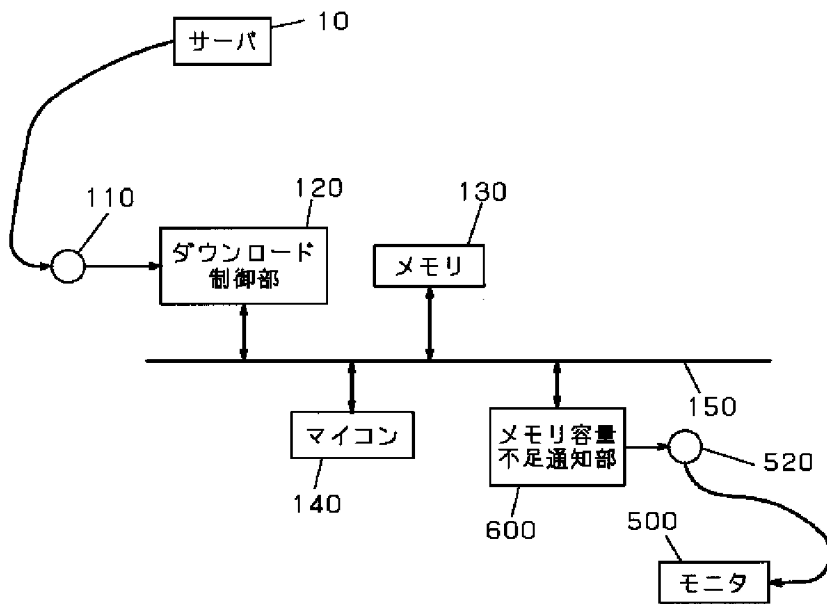 サーバ
10
110
120
130
ダウンロード
制御部
メモリ
150
マイコン
140
メモリ容量
不足通知部
520
600
500
モニタ